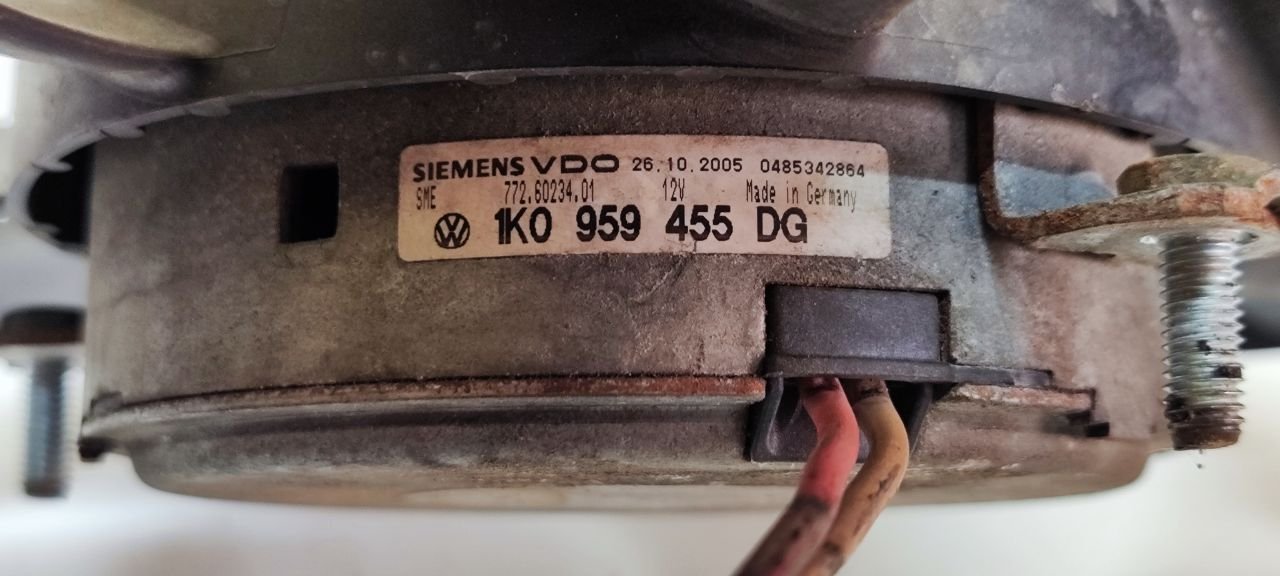 SIEMENS VDO 26.10.2005 0485342864
SME 772.60234.01 12V Made in Germany
1K0 959 455 DG